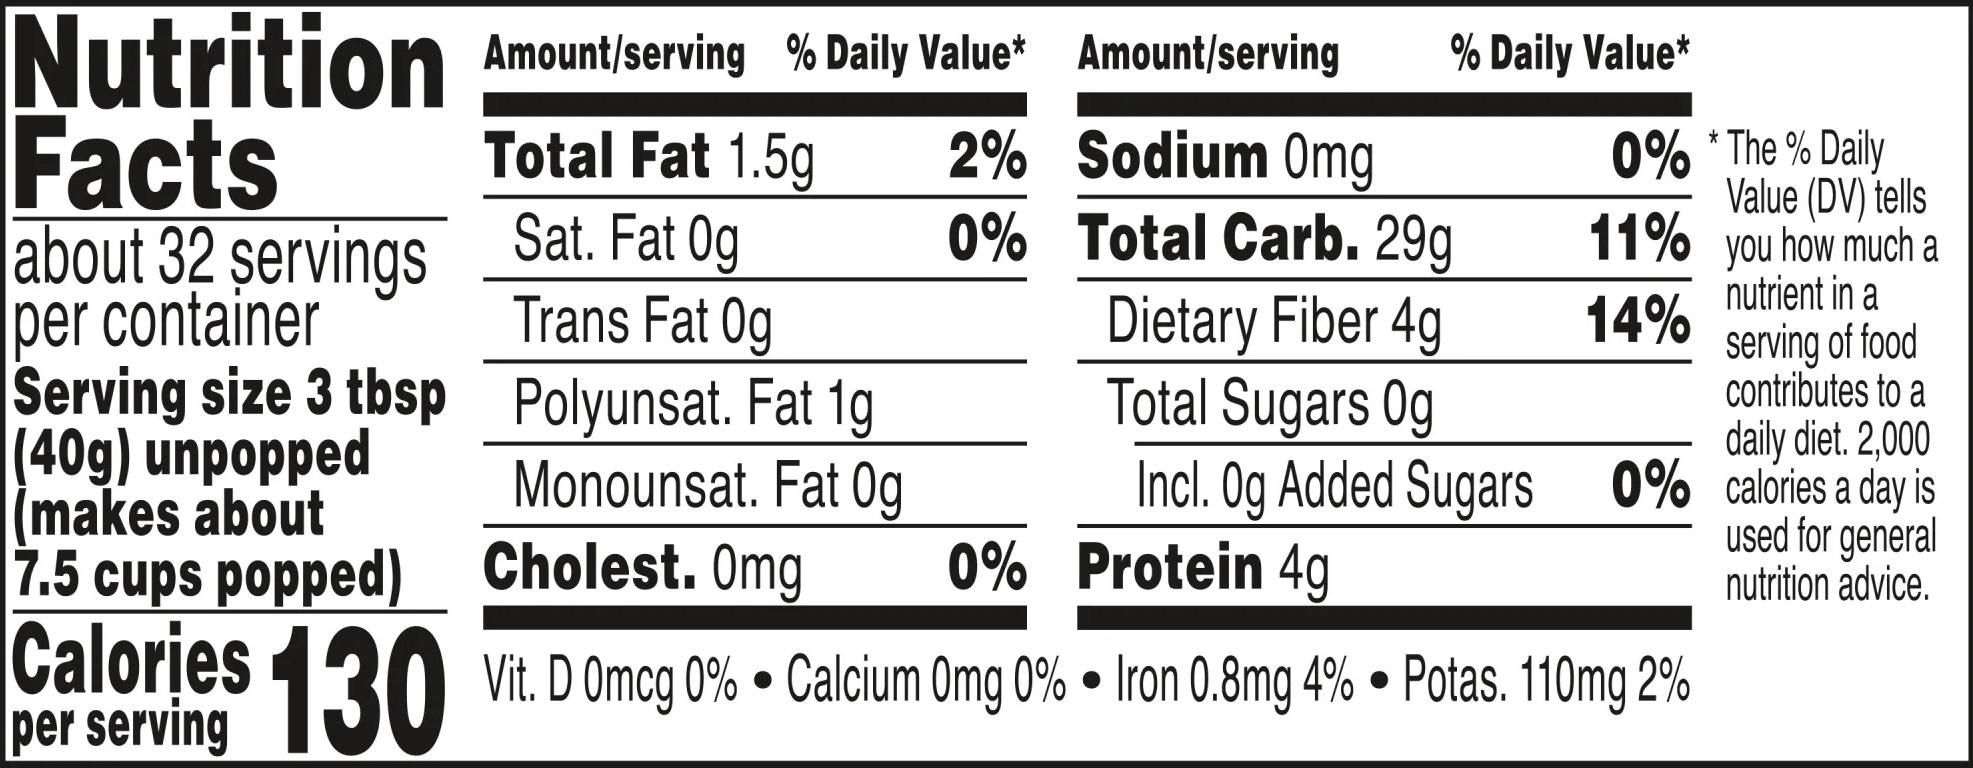 Nutrition
Facts
about 32 servings
per container
Serving size 3 tbsp
(40g) unpopped
(makes about
7.5 cups popped)
Calories
per serving
130
Amount/serving % Daily Value*
Total Fat 1.5g 2%
Sat. Fat 0g 0%
Trans Fat 0g
Polyunsat. Fat 1g
Monounsat. Fat 0g
Cholest. 0mg 0%
Amount/serving % Daily Value*
Sodium 0mg 0%
Total Carb. 29g 11%
Dietary Fiber 4g 14%
Total Sugars 0g
Incl. 0g Added Sugars 0%
Protein 4g
Vit. D 0mcg 0% • Calcium 0mg 0% • Iron 0.8mg 4% • Potas. 110mg 2%
* The % Daily
Value (DV) tells
you how much a
nutrient in a
serving of food
contributes to a
daily diet. 2,000
calories a day is
used for general
nutrition advice.